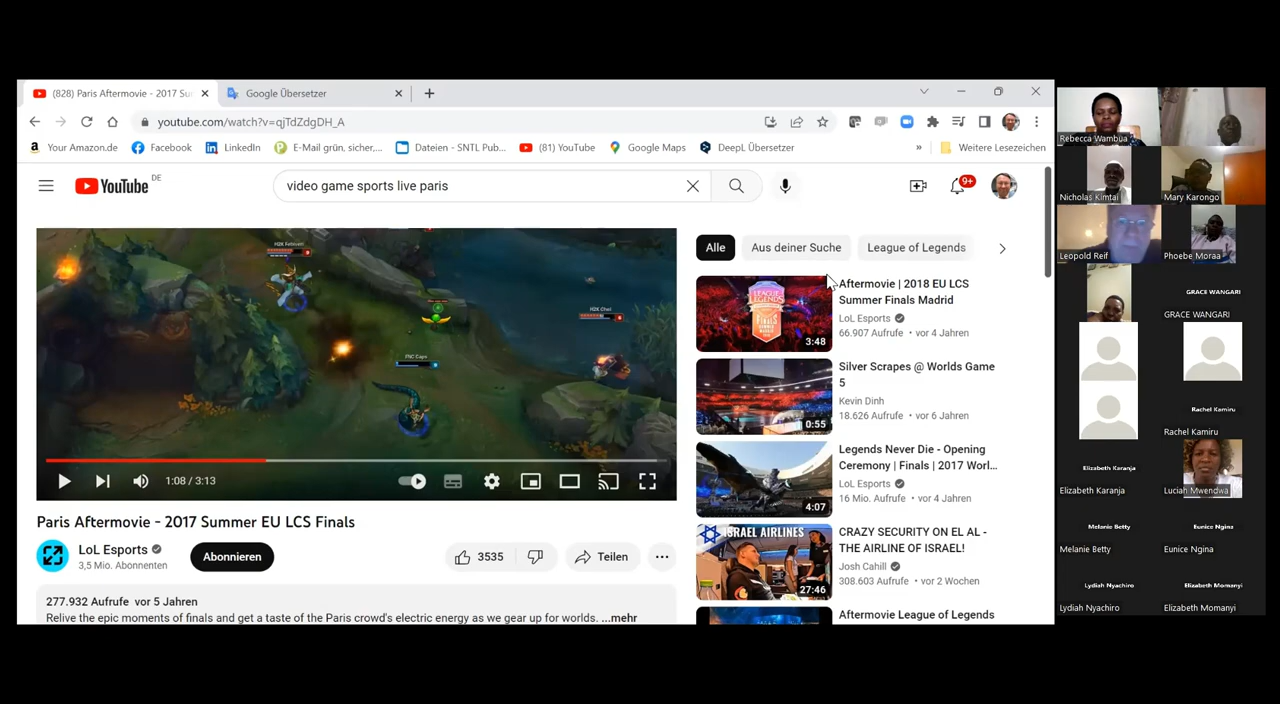 (828) Paris Aftermovie - 2017 Su
Google Übersetzer
youtube.com/watch?v=qjTdZdgDH_A
Your Amazon.de
Facebook
LinkedIn
E-Mail grün, sic...
Dateien - SNTL Pub...
(81) YouTube
Google Maps
DeepL Übersetzer
»
Weitere Lesezeichen
YouTube DE
video game sports live paris
9+
H2K Chei
FNC Caps
1:08 / 3:13
Paris Aftermovie - 2017 Summer EU LCS Finals
LoL Esports
3,5 Mio. Abonnenten
Abonnieren
3535
Teilen
277.932 Aufrufe vor 5 Jahren
Relive the epic moments of finals and get a taste of the Paris crowd's electric energy as we gear up for worlds. ...mehr
Alle
Aus deiner Suche
League of Legends
LEAGUE LEGENDS
FINALS
3:48
Aftermovie | 2018 EU LCS
Summer Finals Madrid
LoL Esports
66.907 Aufrufe • vor 4 Jahren
0:55
Silver Scrapes @ Worlds Game
5
Kevin Dinh
18.626 Aufrufe • vor 6 Jahren
4:07
Legends Never Die - Opening
Ceremony | Finals | 2017 Worl...
LoL Esports
16 Mio. Aufrufe • vor 4 Jahren
ISRAEL AIRLINES
27:46
CRAZY SECURITY ON EL AL -
THE AIRLINE OF ISRAEL!
Josh Cahill
308.603 Aufrufe • vor 2 Wochen
Aftermovie League of Legends
Rebecca Wambua
Nicholas Kimtai
Mary Karongo
Leopold Reif
Phoebe Moraa
GRACE WANGARI
GRACE WANGARI
Rachel Kamiru
Rachel Kamiru
Elizabeth Karanja
Elizabeth Karanja
Luciah Mwendwa
Melanie Betty
Melanie Betty
Eunice Ngina
Eunice Ngina
Lydiah Nyachiro
Lydiah Nyachiro
Elizabeth Momanyi
Elizabeth Momanyi